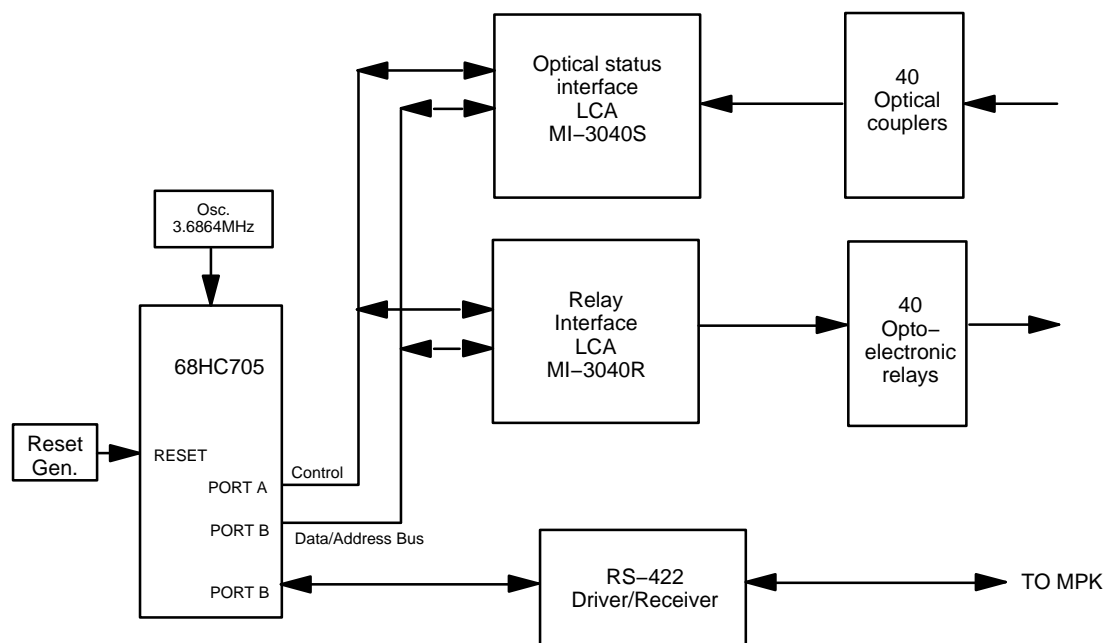 Optical status
interface
LCA
MI−3040S
40
Optical
couplers
Osc.
3.6864MHz
Relay
Interface
LCA
MI−3040R
40
Opto−
electronic
relays
68HC705
Reset
Gen.
RESET
Control
PORT A
PORT B
Data/Address Bus
PORT B
RS−422
Driver/Receiver
TO MPK